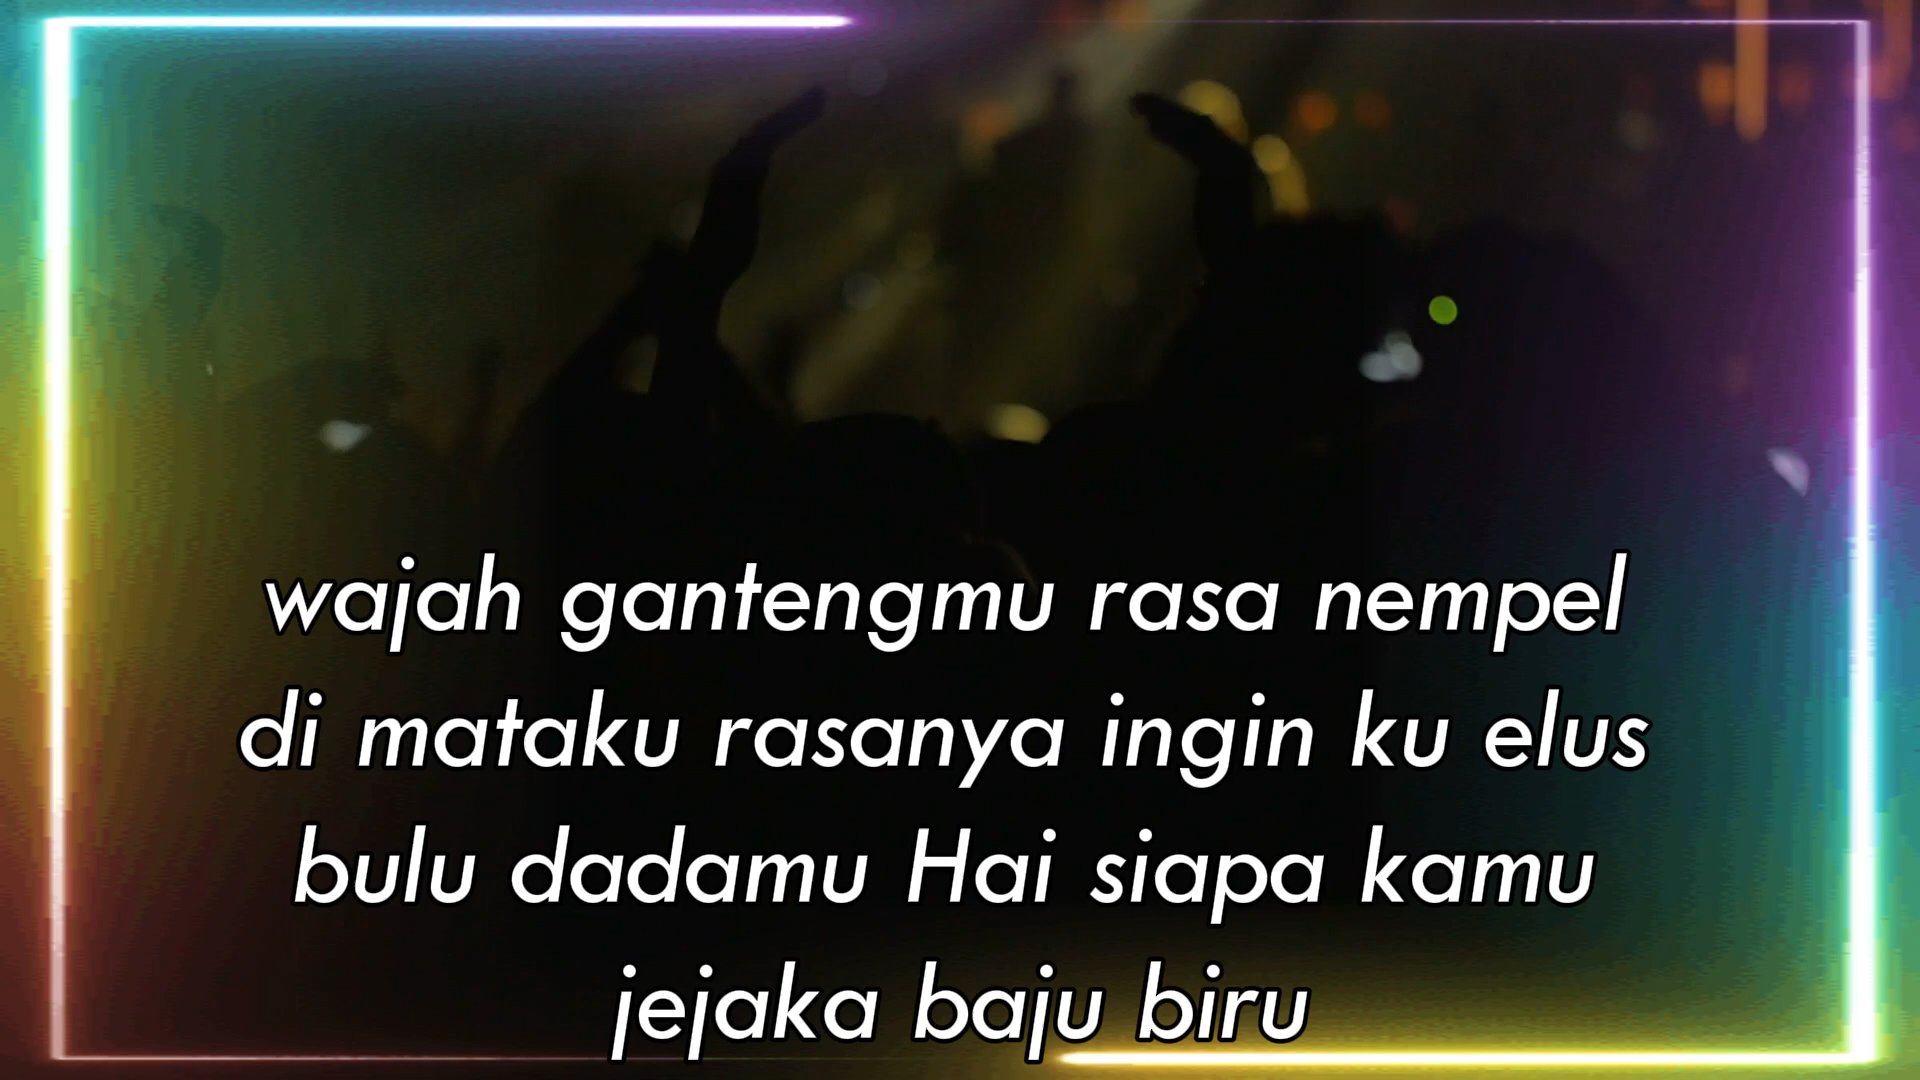 wajah gantengmu rasa nempel
di mataku rasanya ingin ku elus
bulu dadamu Hai siapa kamu
jejaka baju biru